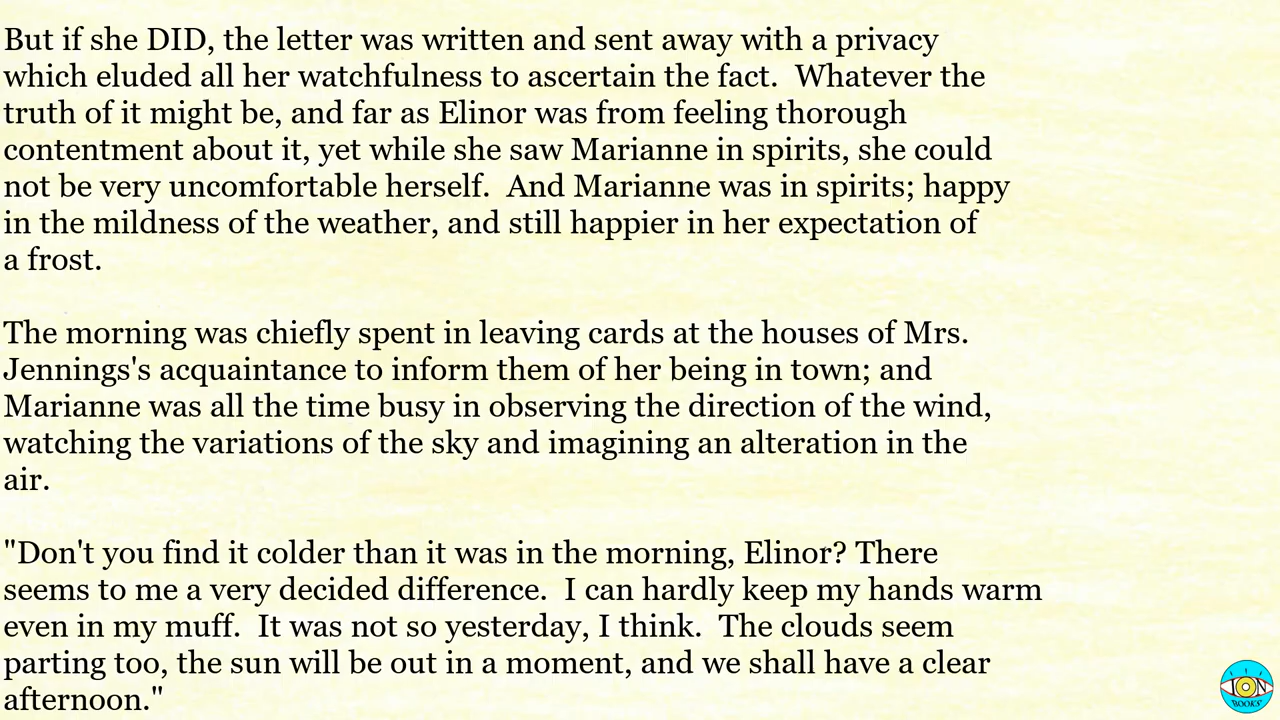 But if she DID, the letter was written and sent away with a privacy
which eluded all her watchfulness to ascertain the fact.  Whatever the
truth of it might be, and far as Elinor was from feeling thorough
contentment about it, yet while she saw Marianne in spirits, she could
not be very uncomfortable herself.  And Marianne was in spirits; happy
in the mildness of the weather, and still happier in her expectation of
a frost.

The morning was chiefly spent in leaving cards at the houses of Mrs.
Jennings's acquaintance to inform them of her being in town; and
Marianne was all the time busy in observing the direction of the wind,
watching the variations of the sky and imagining an alteration in the
air.

"Don't you find it colder than it was in the morning, Elinor? There
seems to me a very decided difference.  I can hardly keep my hands warm
even in my muff.  It was not so yesterday, I think.  The clouds seem
parting too, the sun will be out in a moment, and we shall have a clear
afternoon."
ION
BOOKS